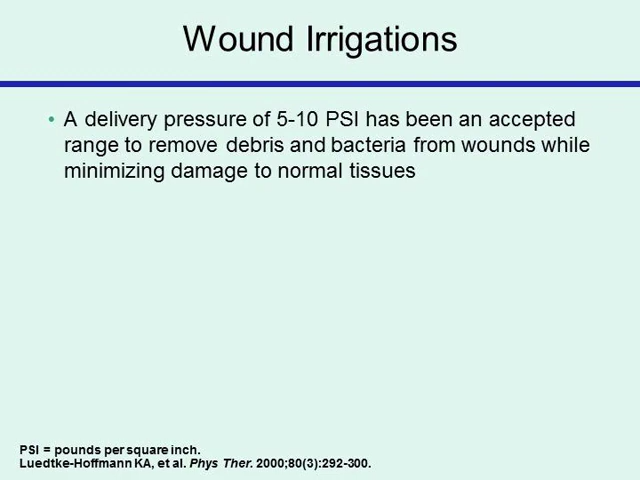 Wound Irrigations
• A delivery pressure of 5-10 PSI has been an accepted
range to remove debris and bacteria from wounds while
minimizing damage to normal tissues
PSI = pounds per square inch.
Luedtke-Hoffmann KA, et al. Phys Ther. 2000;80(3):292-300.